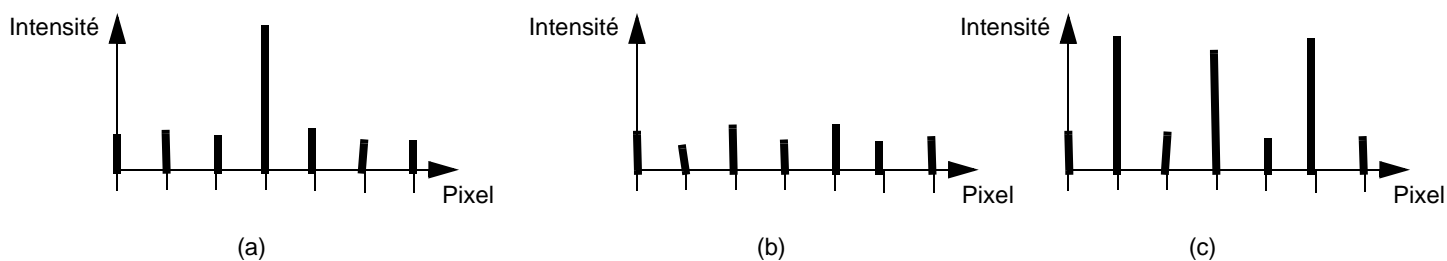 Intensité
Pixel
(a)
Intensité
Pixel
(b)
Intensité
Pixel
(c)